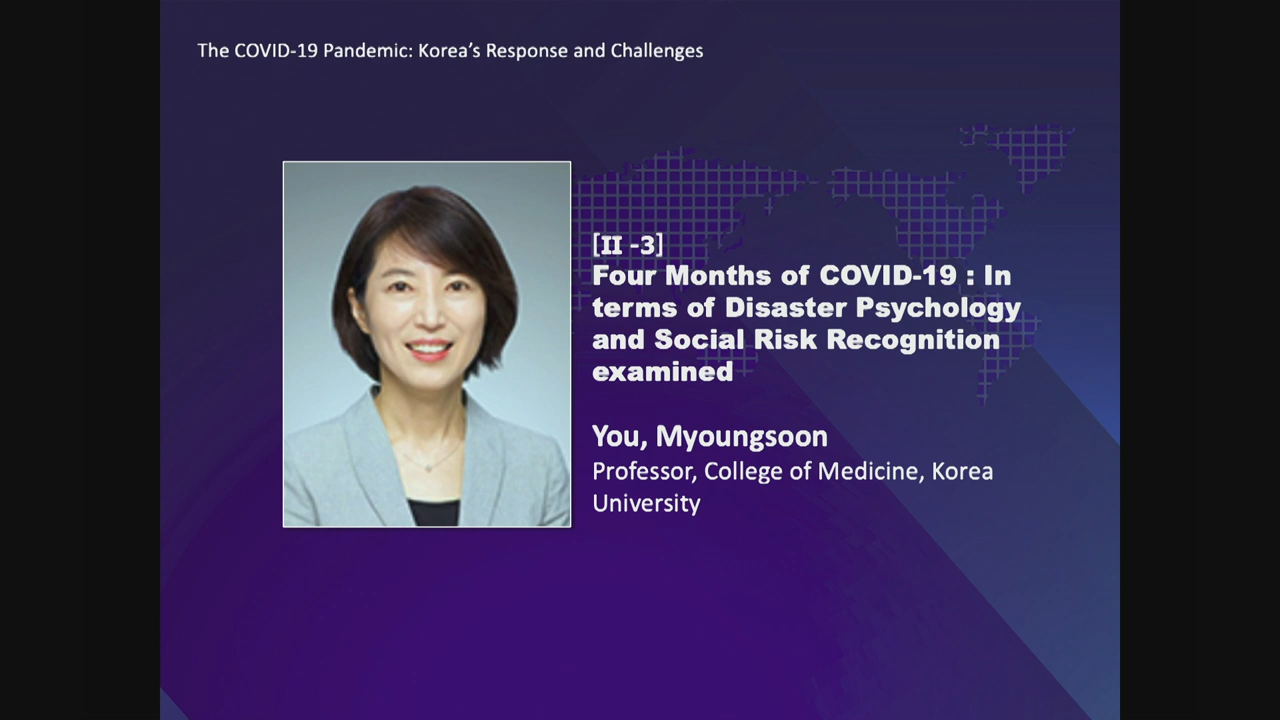 The COVID-19 Pandemic: Korea’s Response and Challenges
[II -3]
Four Months of COVID-19 : In
terms of Disaster Psychology
and Social Risk Recognition
examined
You, Myoungsoon
Professor, College of Medicine, Korea
University